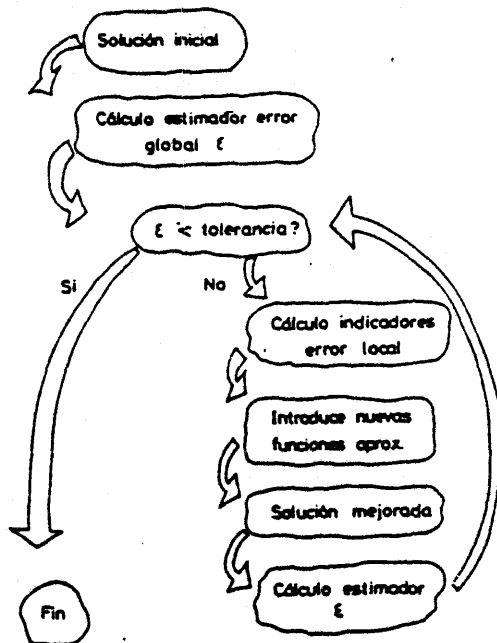 Solución inicial
Cálculo estimador error
global ε
ε < tolerancia?
Si
No
Cálculo indicadores
error local
Introduce nuevas
funciones aprox.
Solución mejorada
Cálculo estimador
ε
Fin